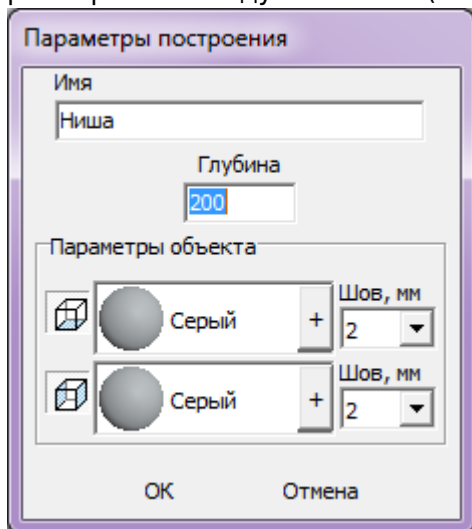 Параметры построения
Имя
Ниша
Глубина
200
Параметры объекта
Серый
+
Шов, мм
2
Серый
+
Шов, мм
2
ОК
Отмена